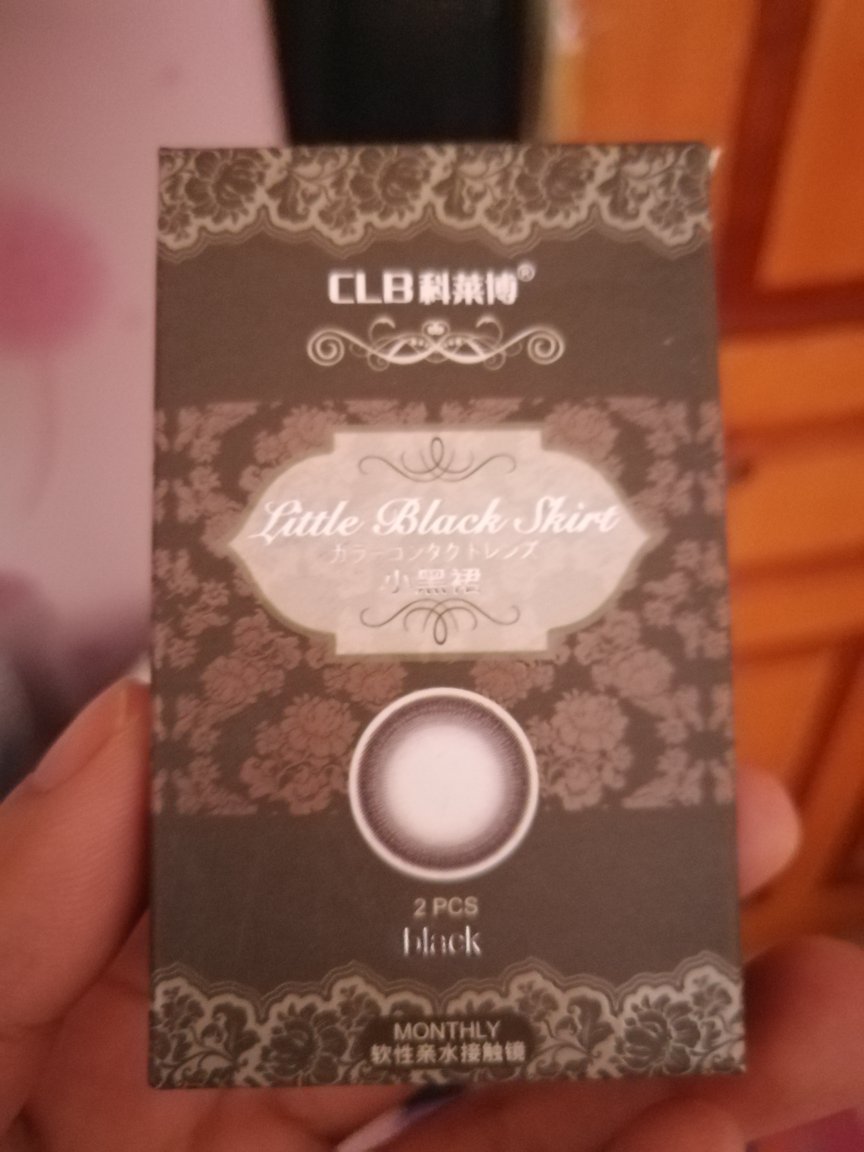 CLB科莱博®
Little Black Skirt
カラーコンタクトレンズ
小黑裙
2 PCS
black
MONTHLY
软性亲水接触镜